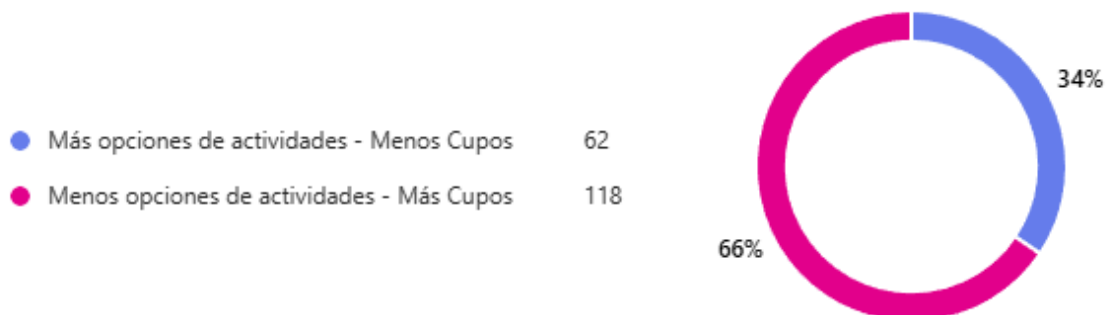 Más opciones de actividades - Menos Cupos 62
Menos opciones de actividades - Más Cupos 118
34%
66%